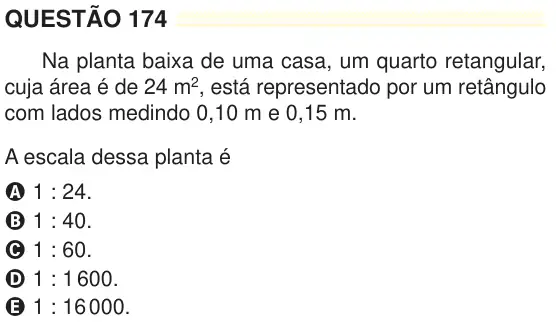 QUESTÃO 174
Na planta baixa de uma casa, um quarto retangular,
cuja área é de 24 m², está representado por um retângulo
com lados medindo 0,10 m e 0,15 m.
A escala dessa planta é
A 1 : 24.
B 1 : 40.
C 1 : 60.
D 1 : 1 600.
E 1 : 16 000.